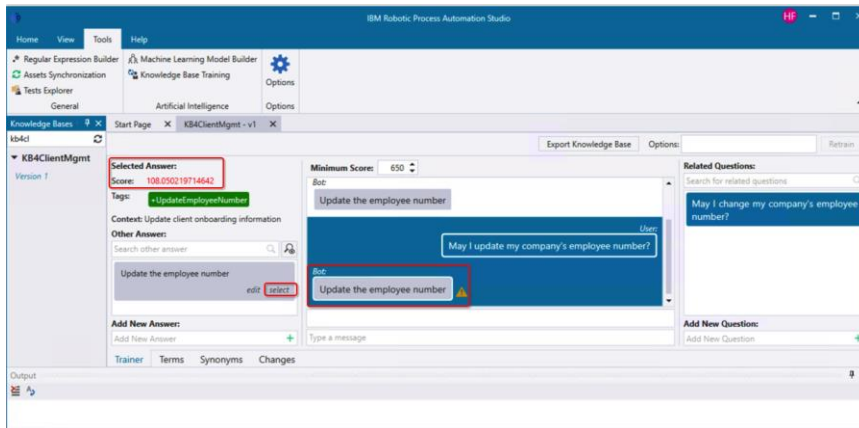 IBM Robotic Process Automation Studio
HF
Home View Tools Help
Regular Expression Builder
Assets Synchronization
Tests Explorer
General
Machine Learning Model Builder
Knowledge Base Training
Artificial Intelligence
Options
Options
Knowledge Bases
Start Page
KB4ClientMgmt - v1
kb4cl
Export Knowledge Base
Options:
Retrain
KB4ClientMgmt
Version 1
Selected Answer:
Score: 108.050219714642
Tags: +UpdateEmployeeNumber
Context: Update client onboarding information
Other Answer:
Search other answer
Update the employee number
edit select
Add New Answer:
Add New Answer
Minimum Score: 650
Bot:
Update the employee number
User:
May I update my company's employee number?
Bot:
Update the employee number
Type a message
Related Questions:
Search for related questions
May I change my company's employee
number?
Add New Question:
Add New Question
Trainer Terms Synonyms Changes
Output